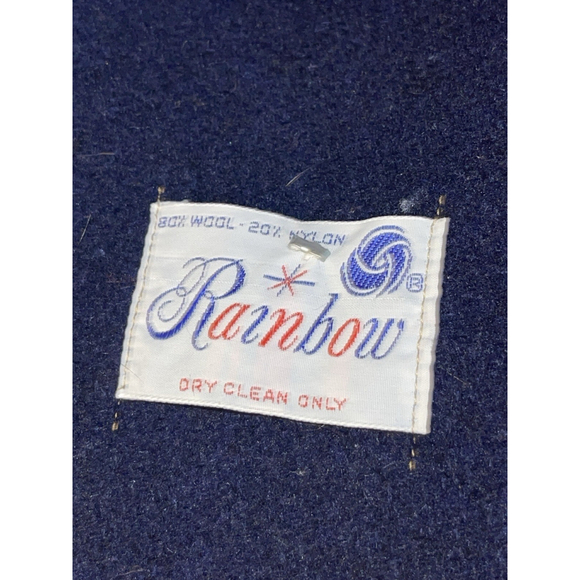 80% WOOL - 20% NYLON
®
Rainbow
DRY CLEAN ONLY